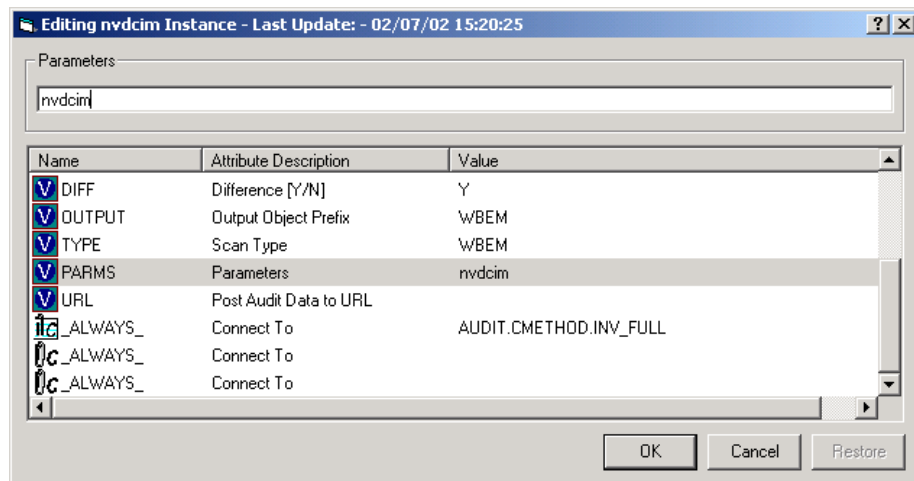 Editing nvdcim Instance - Last Update: - 02/07/02 15:20:25 ? X
Parameters
nvdcim
Name Attribute Description Value
V DIFF Difference [Y/N] Y
V OUTPUT Output Object Prefix WBEM
V TYPE Scan Type WBEM
V PARMS Parameters nvdcim
V URL Post Audit Data to URL
_ALWAYS_ Connect To AUDIT.CMETHOD.INV_FULL
_ALWAYS_ Connect To
_ALWAYS_ Connect To
OK Cancel Restore